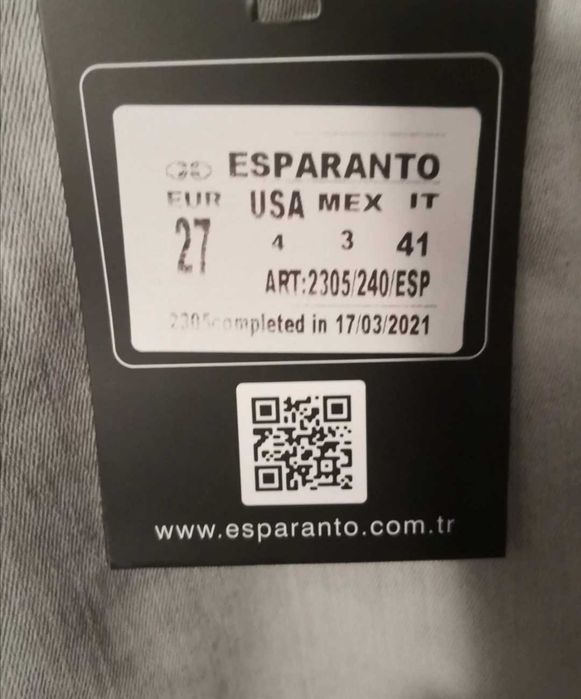 ESPARANTO
EUR USA MEX IT
27 4 3 41
ART:2305/240/ESP
2305completed in 17/03/2021
www.esparanto.com.tr